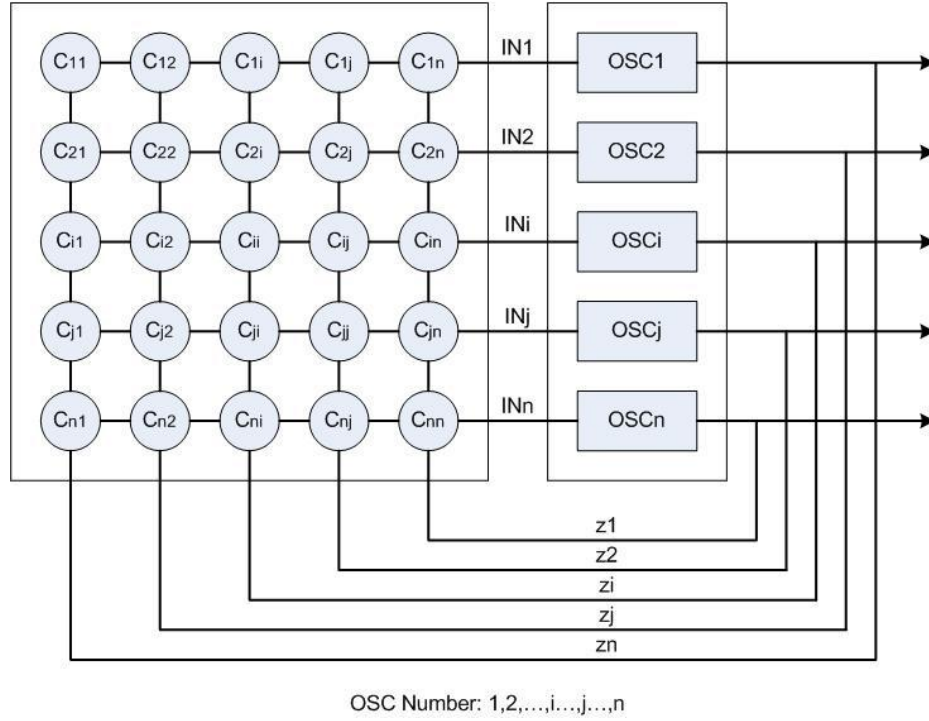 C11 C12 C1i C1j C1n IN1 OSC1
C21 C22 C2i C2j C2n IN2 OSC2
Ci1 Ci2 Cii Cij Cin INi OSCi
Cj1 Cj2 Cji Cjj Cjn INj OSCj
Cn1 Cn2 Cni Cnj Cnn INn OSCn
z1
z2
zi
zj
zn
OSC Number: 1,2,...,i...,j...,n